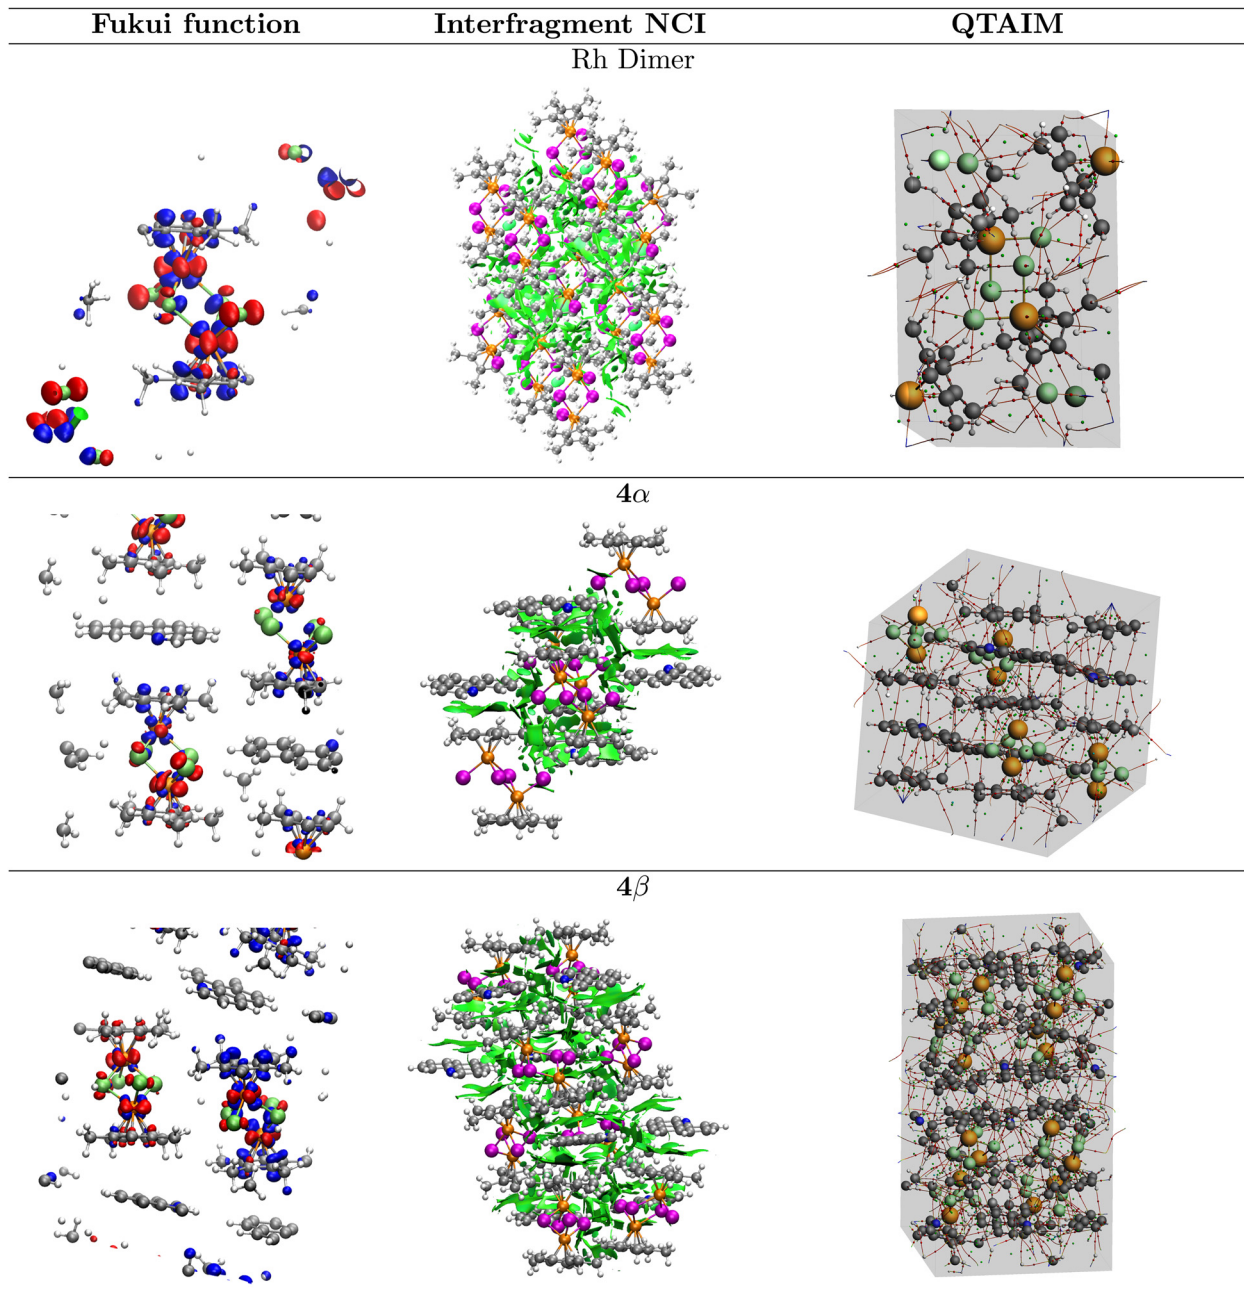 Fukui function Interfragment NCI QTAIM
Rh Dimer
4α
4β